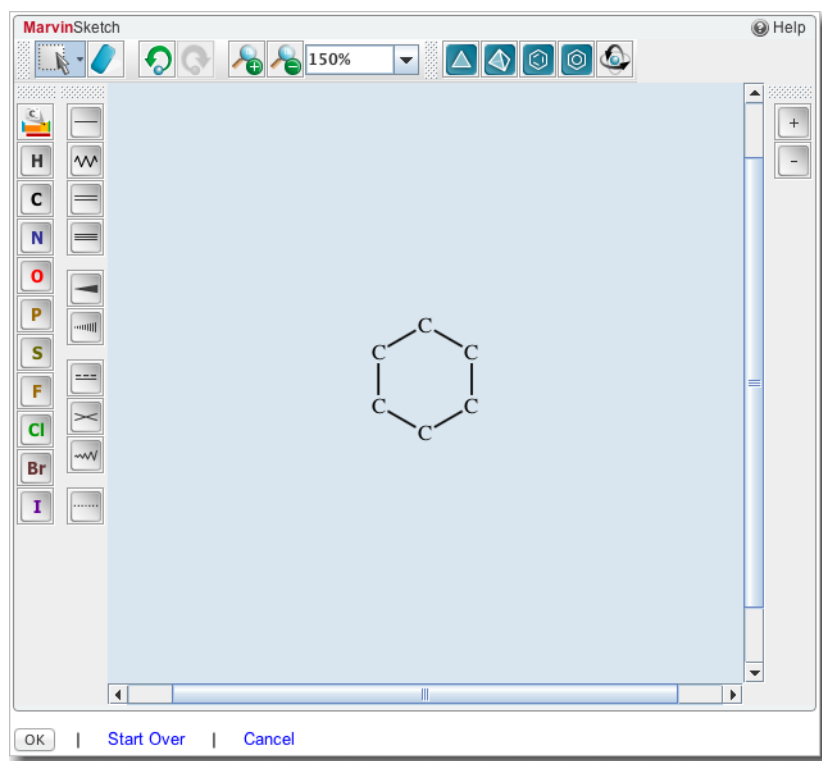 MarvinSketch
Help
150%
C
H
C
N
O
P
S
F
Cl
Br
I
+
-
C
C
C
C
C
C
OK | Start Over | Cancel